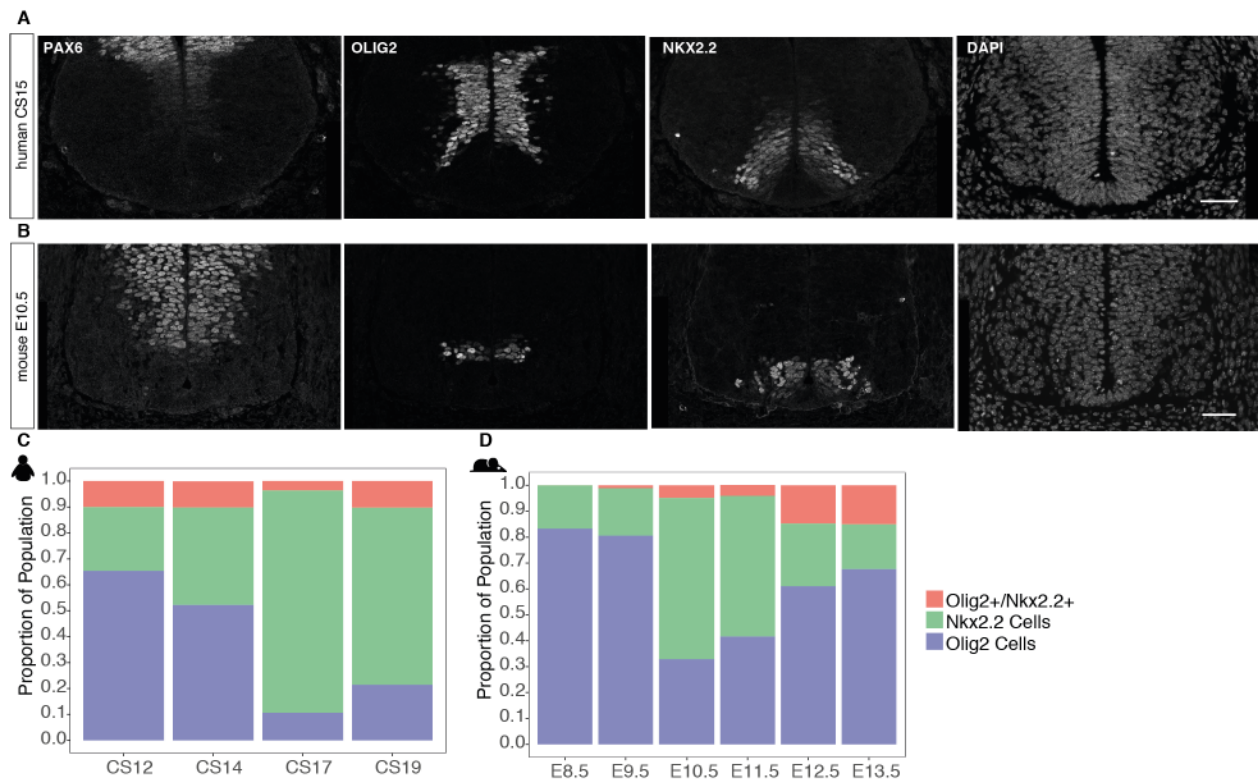 A
human CS15
PAX6
OLIG2
NKX2.2
DAPI
B
mouse E10.5
C
Proportion of Population
1.0
0.9
0.8
0.7
0.6
0.5
0.4
0.3
0.2
0.1
0.0
CS12 CS14 CS17 CS19
D
Proportion of Population
1.0
0.9
0.8
0.7
0.6
0.5
0.4
0.3
0.2
0.1
0.0
E8.5 E9.5 E10.5 E11.5 E12.5 E13.5
Olig2+/Nkx2.2+
Nkx2.2 Cells
Olig2 Cells